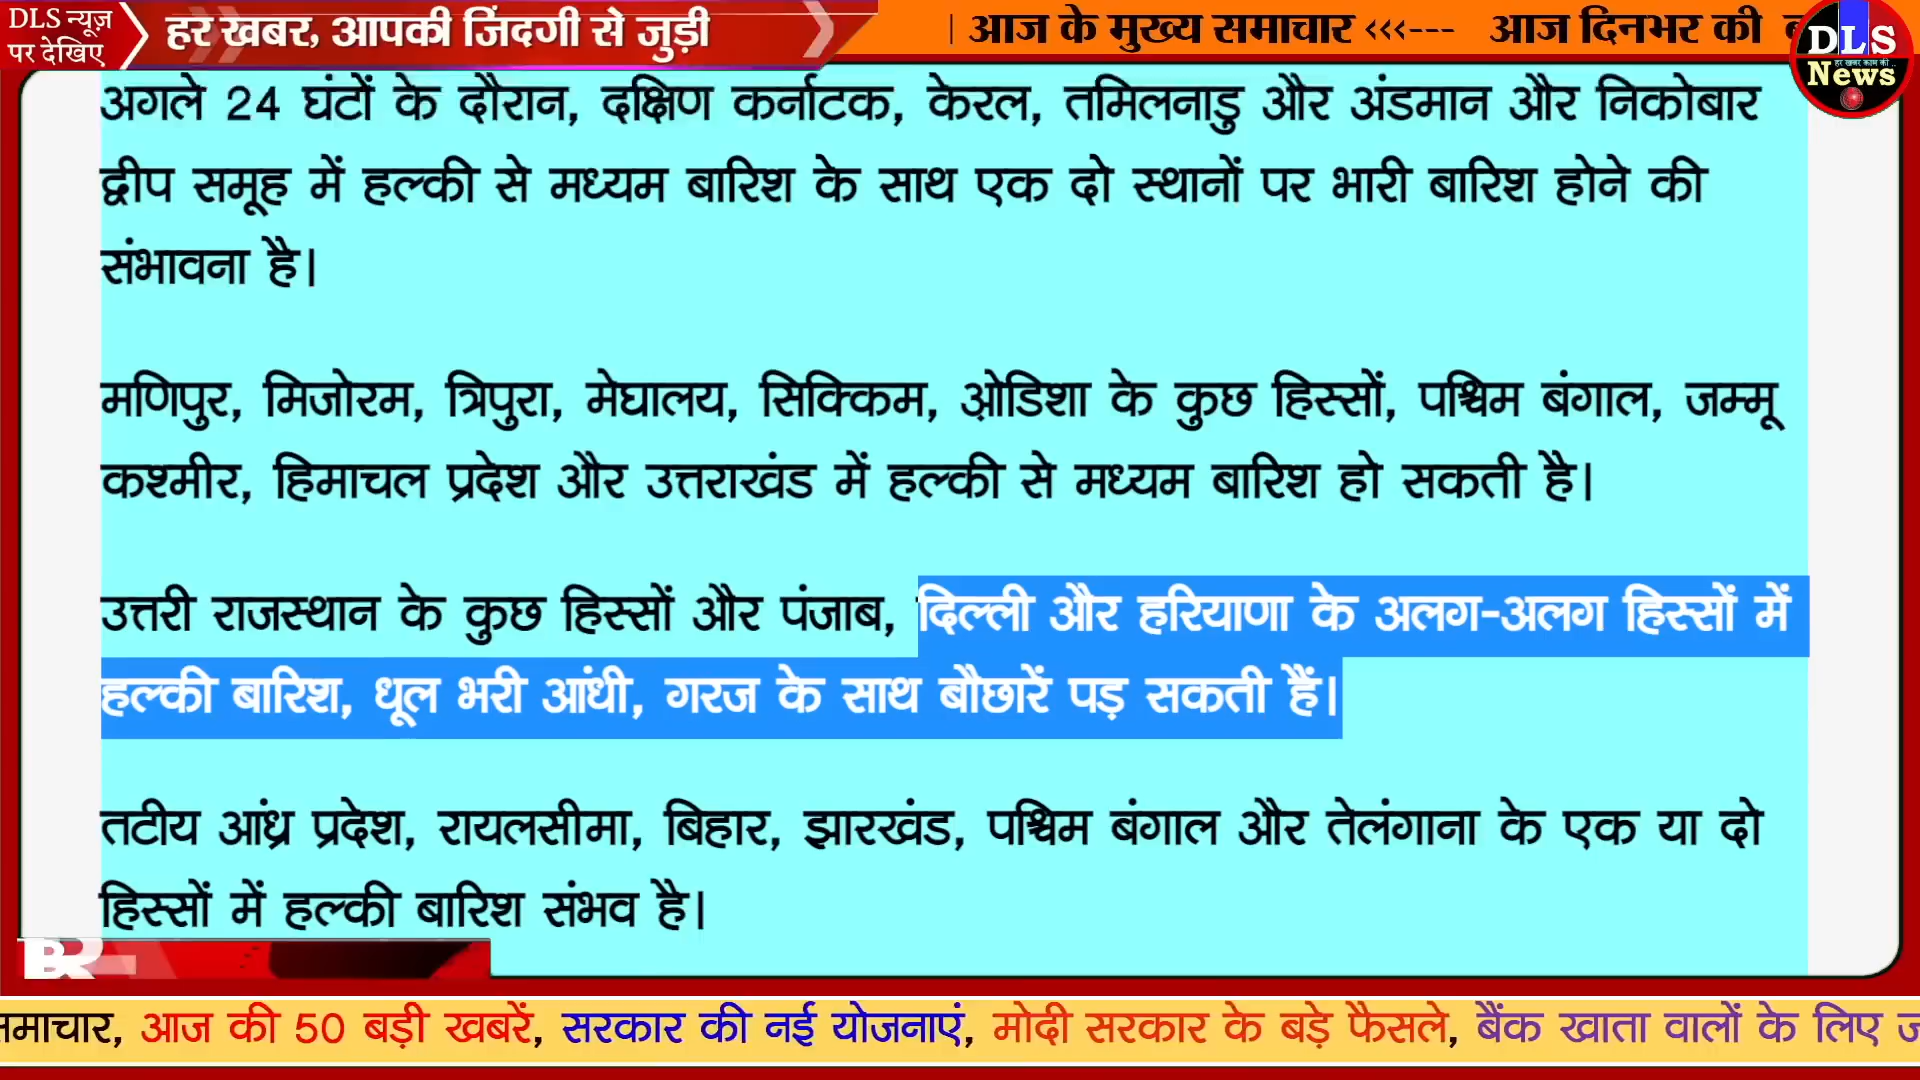 DLS न्यूज़
पर देखिए
हर खबर, आपकी जिंदगी से जुड़ी
| आज के मुख्य समाचार <<<--- आज दिनभर की
DLS
News
अगले 24 घंटों के दौरान, दक्षिण कर्नाटक, केरल, तमिलनाडु और अंडमान और निकोबार
द्वीप समूह में हल्की से मध्यम बारिश के साथ एक दो स्थानों पर भारी बारिश होने की
संभावना है।
मणिपुर, मिजोरम, त्रिपुरा, मेघालय, सिक्किम, ओ़डिशा के कुछ हिस्सों, पश्चिम बंगाल, जम्मू
कश्मीर, हिमाचल प्रदेश और उत्तराखंड में हल्की से मध्यम बारिश हो सकती है।
उत्तरी राजस्थान के कुछ हिस्सों और पंजाब, दिल्ली और हरियाणा के अलग-अलग हिस्सों में
हल्की बारिश, धूल भरी आंधी, गरज के साथ बौछारें पड़ सकती हैं।
तटीय आंध्र प्रदेश, रायलसीमा, बिहार, झारखंड, पश्चिम बंगाल और तेलंगाना के एक या दो
हिस्सों में हल्की बारिश संभव है।
समाचार, आज की 50 बड़ी खबरें, सरकार की नई योजनाएं, मोदी सरकार के बड़े फैसले, बैंक खाता वालों के लिए